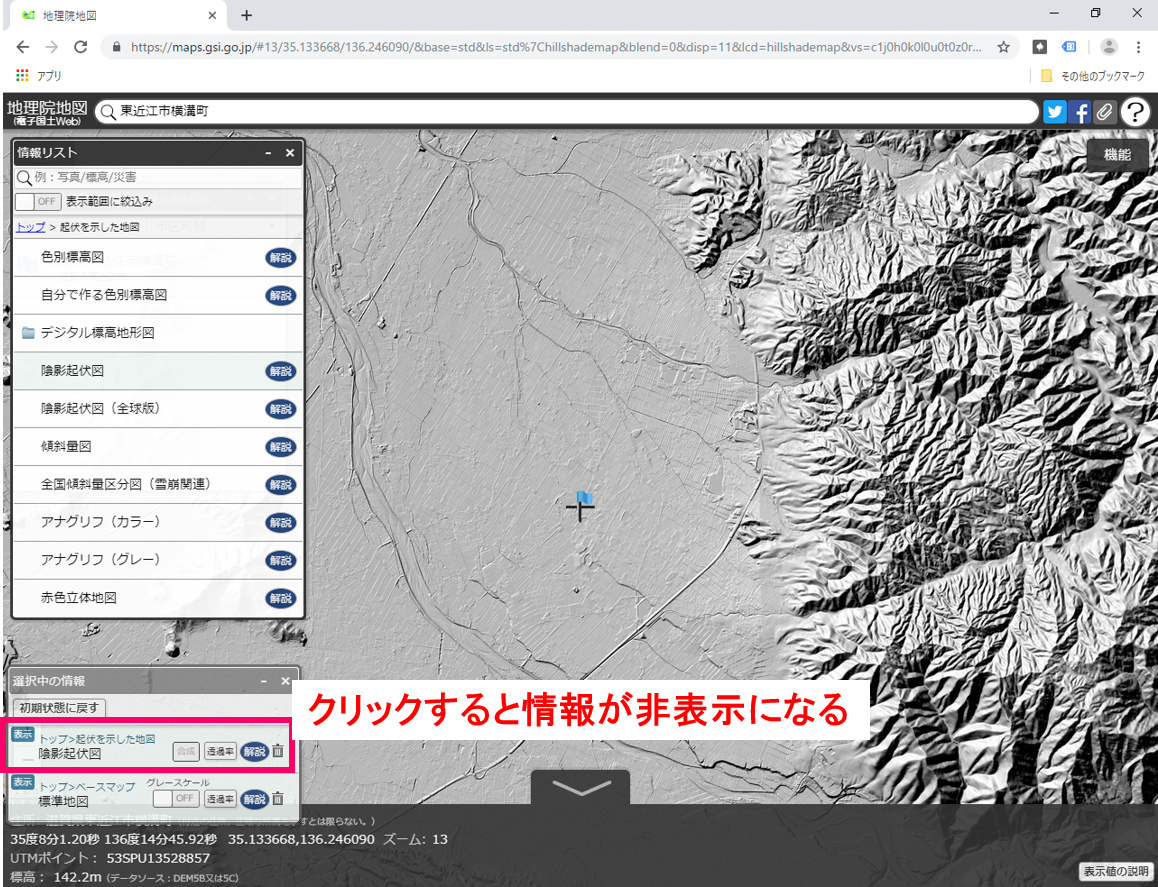 地理院地図
https://maps.gsi.go.jp/#13/35.133668/136.246090/&base=std&ls=std%7Chillshademap&blend=0&disp=11&lcd=hillshademap&vs=c1j0h0k0l0u0t0z0r...
アプリ
その他のブックマーク
地理院地図
(電子国土Web)
東近江市横溝町
機能
情報リスト
例：写真/標高/災害
OFF 表示範囲に絞込み
トップ > 起伏を示した地図
色別標高図 解説
自分で作る色別標高図 解説
デジタル標高地形図
陰影起伏図 解説
陰影起伏図（全球版） 解説
傾斜量図 解説
全国傾斜量区分図（雪崩関連） 解説
アナグリフ（カラー） 解説
アナグリフ（グレー） 解説
赤色立体地図 解説
選択中の情報
初期状態に戻す
クリックすると情報が非表示になる
表示 トップ>起伏を示した地図
陰影起伏図 合成 透過率 解説
表示 トップ>ベースマップ グレースケール
標準地図 OFF 透過率 解説
35度8分1.20秒 136度14分45.92秒 35.133668,136.246090 ズーム: 13
UTMポイント： 53SPU13528857
標高： 142.2m (データソース：DEM5B又は5C)
表示値の説明